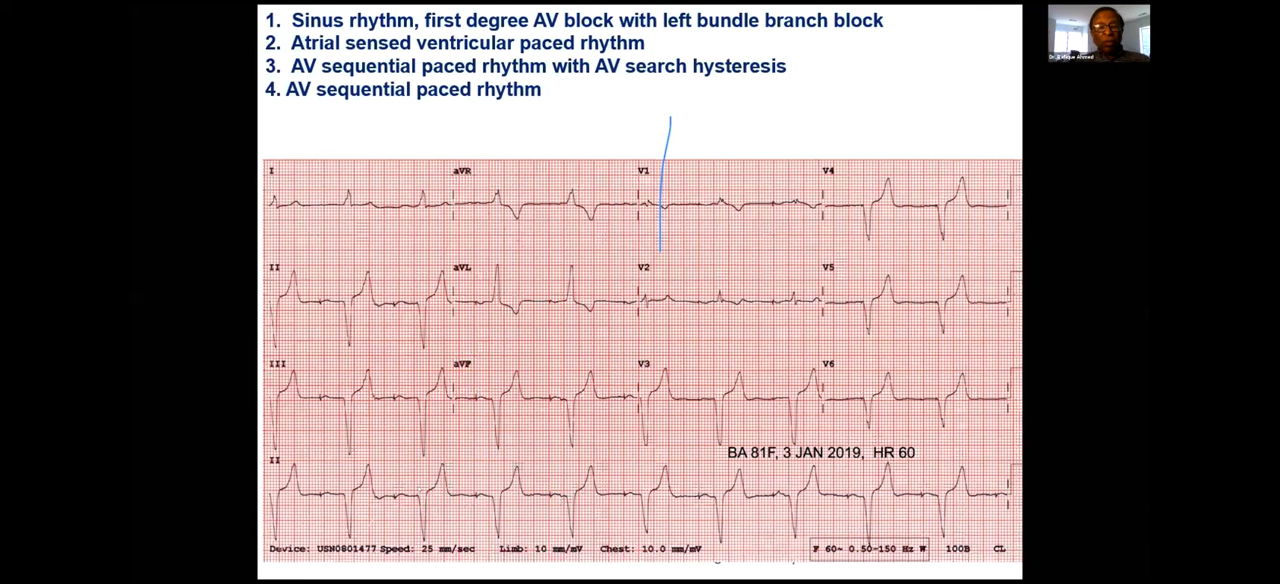 1. Sinus rhythm, first degree AV block with left bundle branch block
2. Atrial sensed ventricular paced rhythm
3. AV sequential paced rhythm with AV search hysteresis
4. AV sequential paced rhythm
Dr. Rafique Ahmed
I aVR V1 V4
II aVL V2 V5
III aVF V3 V6
BA 81F, 3 JAN 2019, HR 60
II
Device: USN0801477 Speed: 25 mm/sec Limb: 10 mm/mV Chest: 10.0 mm/mV F 60~ 0.50-150 Hz W 100B CL